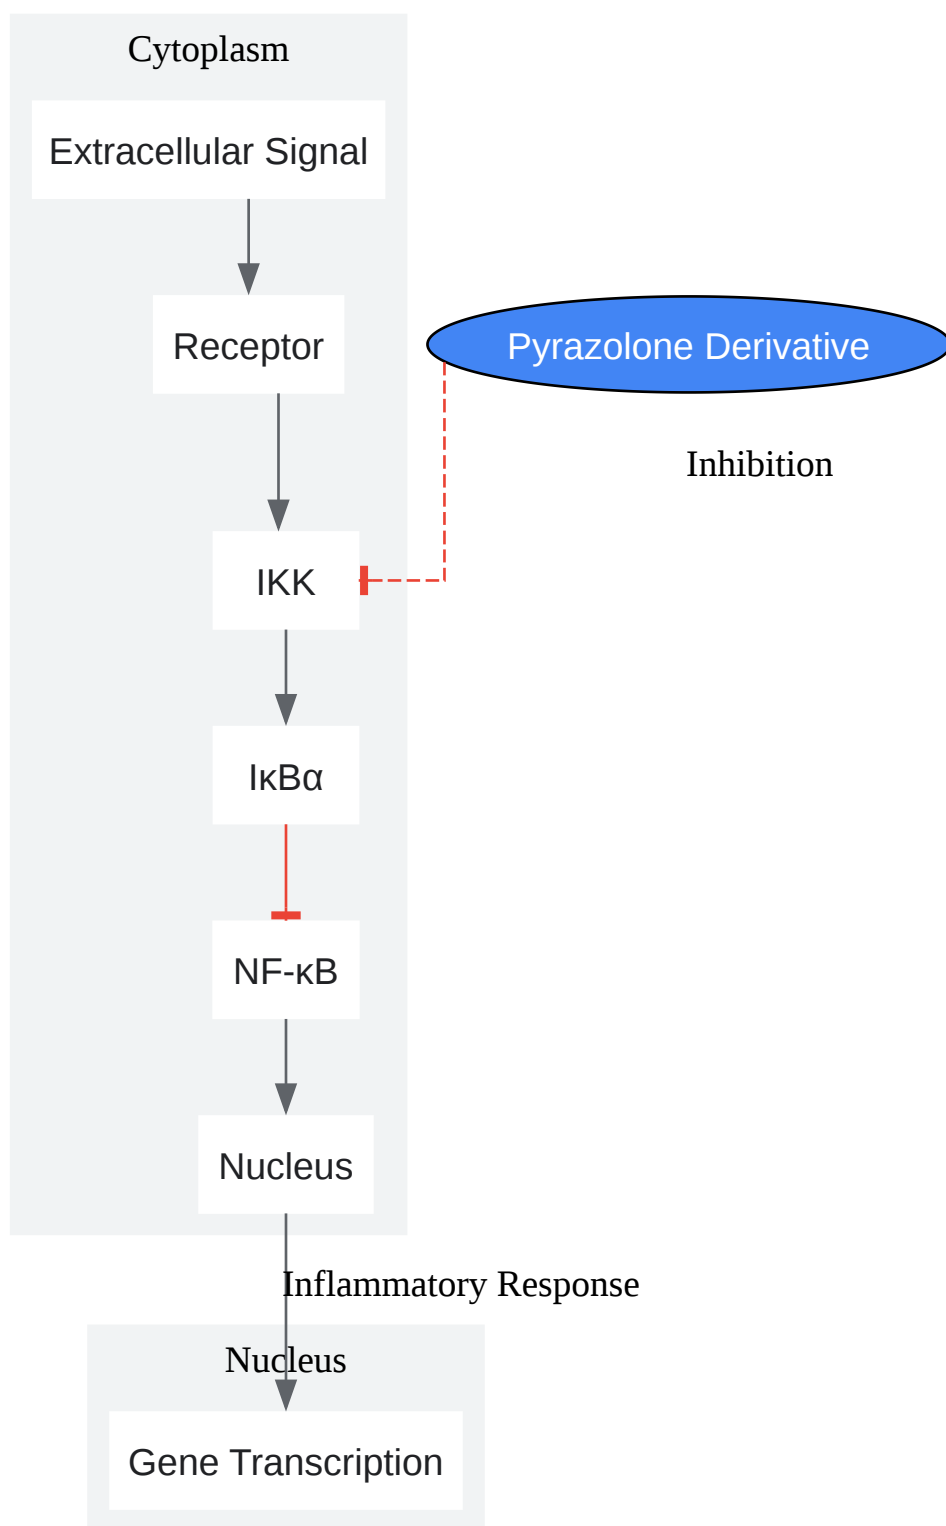 Cytoplasm
Extracellular Signal
Receptor
Pyrazolone Derivative
Inhibition
IKK
IκBα
NF-κB
Nucleus
Inflammatory Response
Nucleus
Gene Transcription